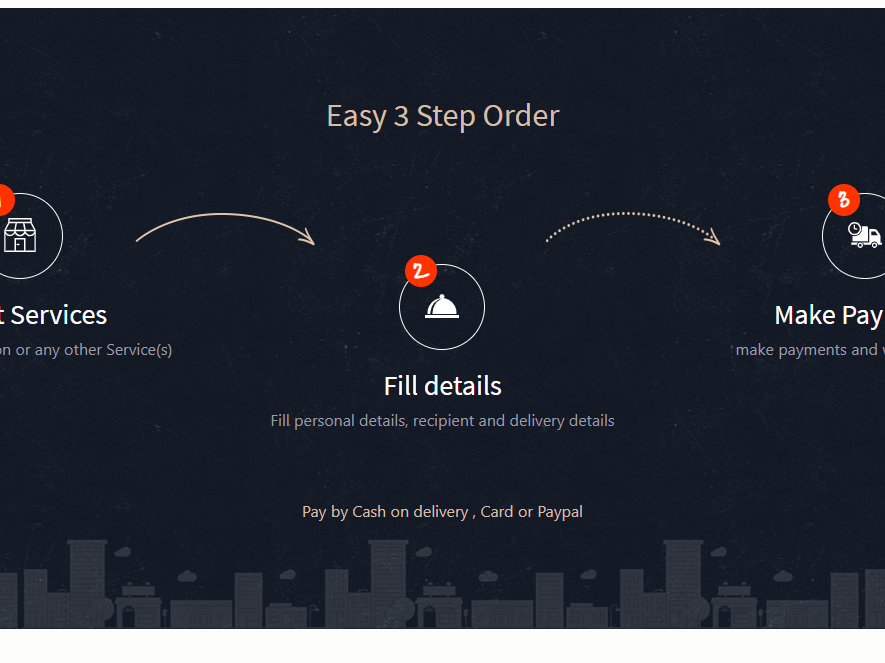 Easy 3 Step Order
2
3
t Services
on or any other Service(s)
Fill details
Fill personal details, recipient and delivery details
Make Pay
make payments and
Pay by Cash on delivery , Card or Paypal